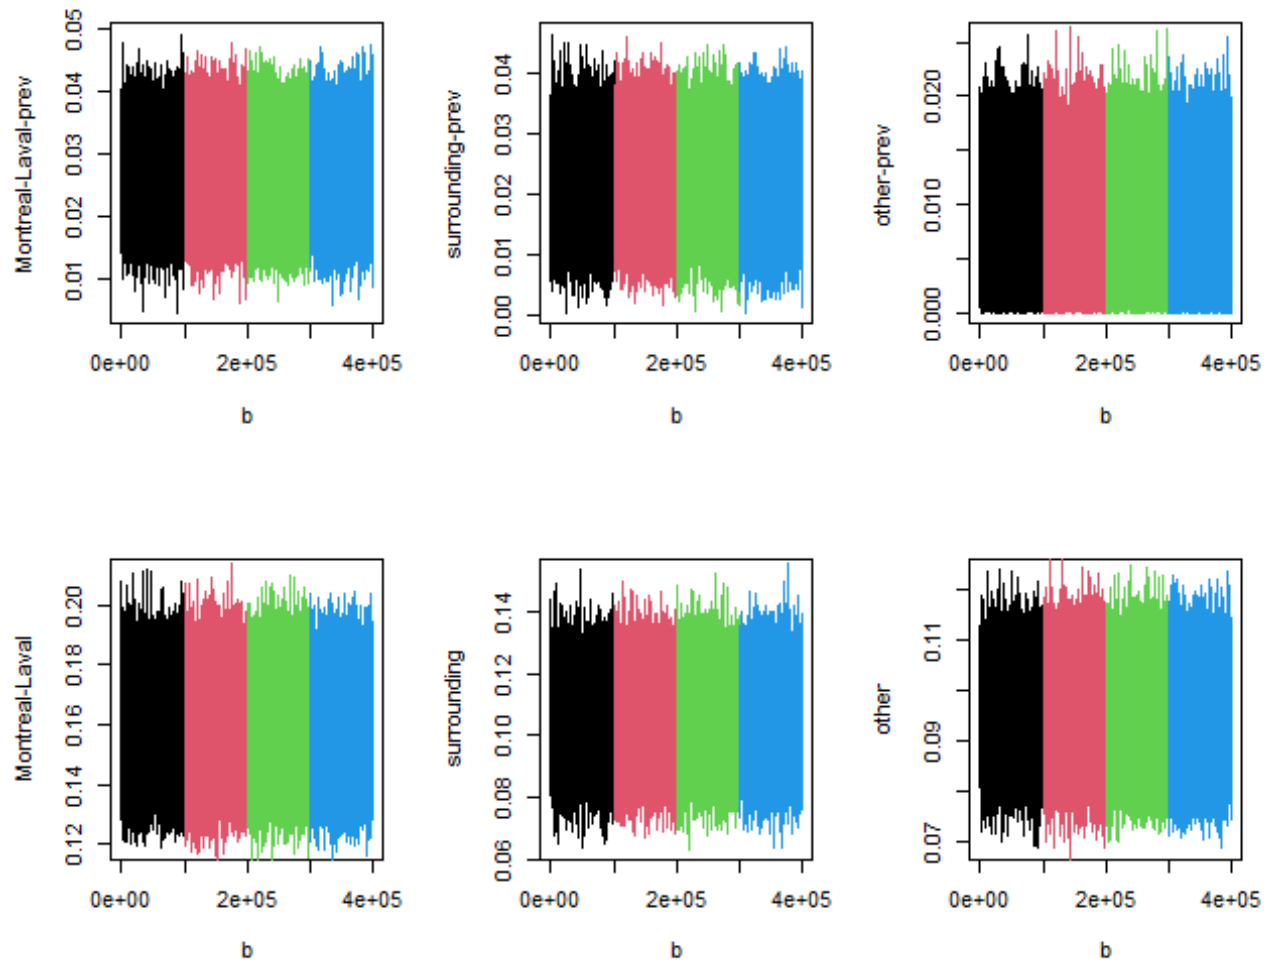 Montreal-Laval-prev
0.05
0.04
0.03
0.02
0.01
0e+00 2e+05 4e+05
b
surrounding-prev
0.04
0.03
0.02
0.01
0.00
0e+00 2e+05 4e+05
b
other-prev
0.020
0.010
0.000
0e+00 2e+05 4e+05
b
Montreal-Laval
0.20
0.18
0.16
0.14
0.12
0e+00 2e+05 4e+05
b
surrounding
0.14
0.12
0.10
0.08
0.06
0e+00 2e+05 4e+05
b
other
0.11
0.09
0.07
0e+00 2e+05 4e+05
b